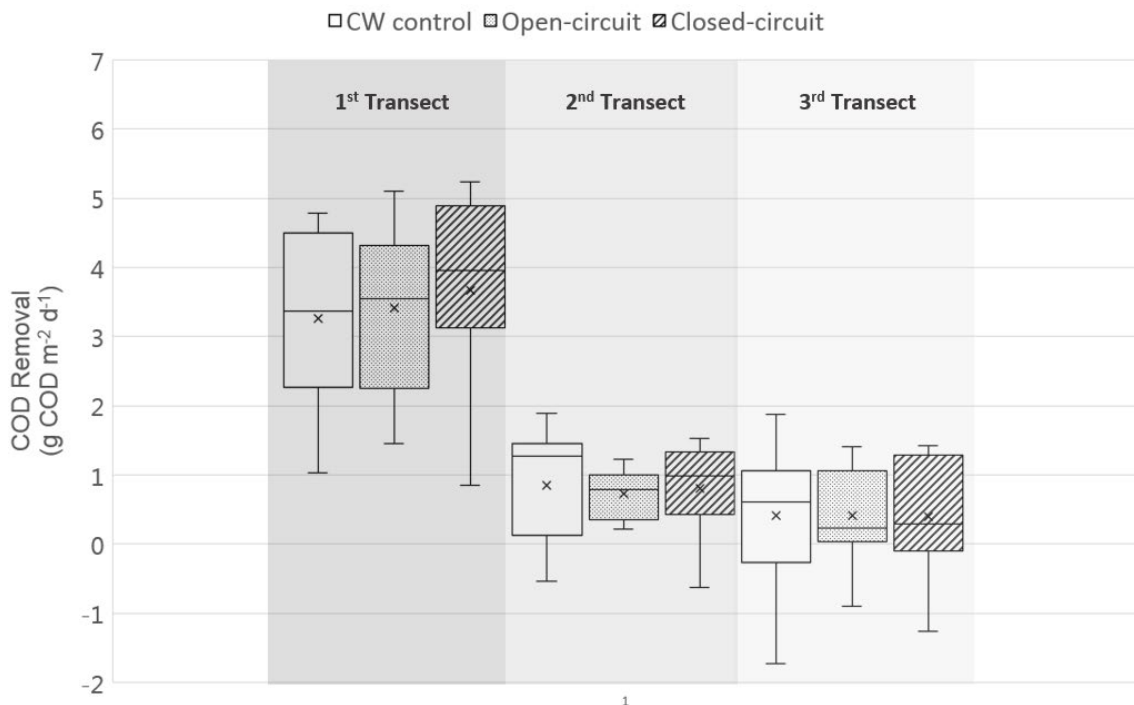 CW control Open-circuit Closed-circuit
7
6
5
4
3
2
1
0
-1
-2
COD Removal
(g COD m⁻² d⁻¹)
1ˢᵗ Transect
2ⁿᵈ Transect
3ʳᵈ Transect
1